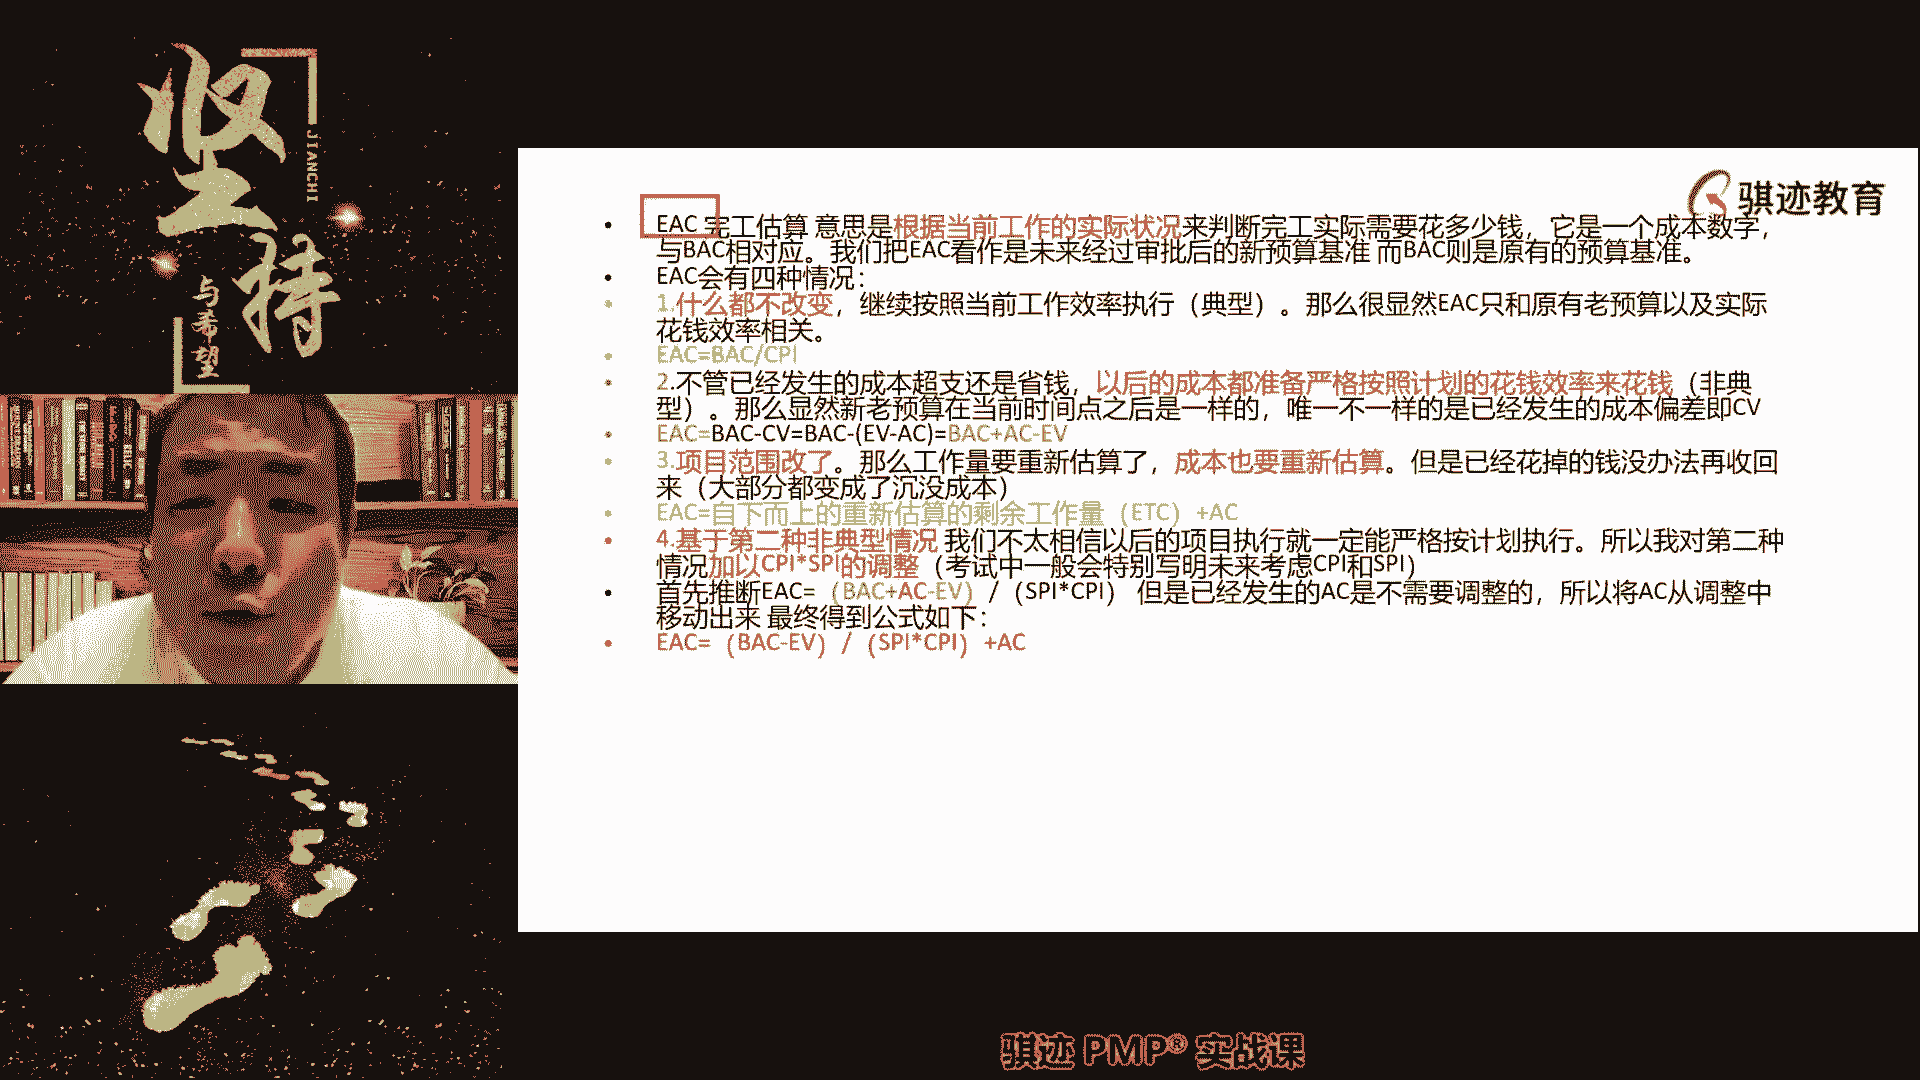 坚持
JIANCHI
与希望
骐迹教育
• EAC 完工估算 意思是根据当前工作的实际状况来判断完工实际需要花多少钱，它是一个成本数字，
与BAC相对应。我们把EAC看作是未来经过审批后的新预算基准 而BAC则是原有的预算基准。
• EAC会有四种情况：
• 1.什么都不改变，继续按照当前工作效率执行（典型）。那么很显然EAC只和原有老预算以及实际
花钱效率相关。
• EAC=BAC/CPI
• 2.不管已经发生的成本超支还是省钱，以后的成本都准备严格按照计划的花钱效率来花钱（非典
型）。那么显然新老预算在当前时间点之后是一样的，唯一不一样的是已经发生的成本偏差即CV
• EAC=BAC-CV=BAC-(EV-AC)=BAC+AC-EV
• 3.项目范围改了。那么工作量要重新估算了，成本也要重新估算。但是已经花掉的钱没办法再收回
来（大部分都变成了沉没成本）
• EAC=自下而上的重新估算的剩余工作量（ETC）+AC
• 4.基于第二种非典型情况 我们不太相信以后的项目执行就一定能严格按计划执行。所以我对第二种
情况加以CPI*SPI的调整（考试中一般会特别写明未来考虑CPI和SPI）
• 首先推断EAC=（BAC+AC-EV）/（SPI*CPI） 但是已经发生的AC是不需要调整的，所以将AC从调整中
移动出来 最终得到公式如下：
• EAC=（BAC-EV）/（SPI*CPI）+AC
骐迹 PMP® 实战课